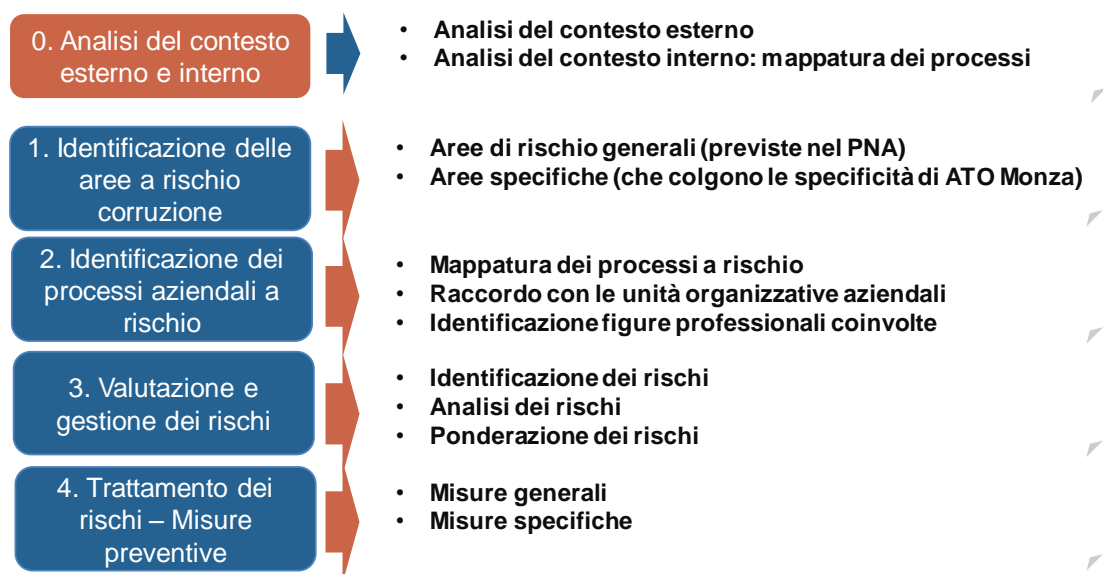 0. Analisi del contesto
esterno e interno
• Analisi del contesto esterno
• Analisi del contesto interno: mappatura dei processi
1. Identificazione delle
aree a rischio
corruzione
• Aree di rischio generali (previste nel PNA)
• Aree specifiche (che colgono le specificità di ATO Monza)
2. Identificazione dei
processi aziendali a
rischio
• Mappatura dei processi a rischio
• Raccordo con le unità organizzative aziendali
• Identificazione figure professionali coinvolte
3. Valutazione e
gestione dei rischi
• Identificazione dei rischi
• Analisi dei rischi
• Ponderazione dei rischi
4. Trattamento dei
rischi – Misure
preventive
• Misure generali
• Misure specifiche